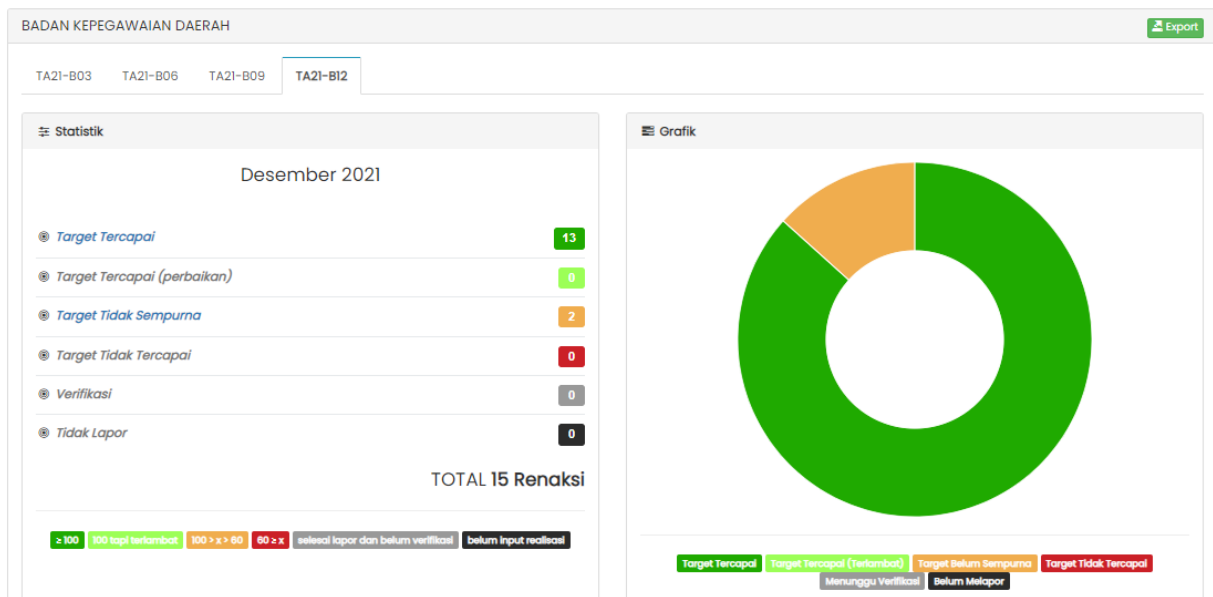 BADAN KEPEGAWAIAN DAERAH
Export
TA21-B03
TA21-B06
TA21-B09
TA21-B12
Statistik
Desember 2021
Target Tercapai 13
Target Tercapai (perbaikan) 0
Target Tidak Sempurna 2
Target Tidak Tercapai 0
Verifikasi 0
Tidak Lapor 0
TOTAL 15 Renaksi
≥ 100 100 tapi terlambat 100 > x > 60 60 ≥ x selesai lapor dan belum verifikasi belum input realisasi
Grafik
Target Tercapai Target Tercapai (Terlambat) Target Belum Sempurna Target Tidak Tercapai
Menunggu Verifikasi Belum Melapor